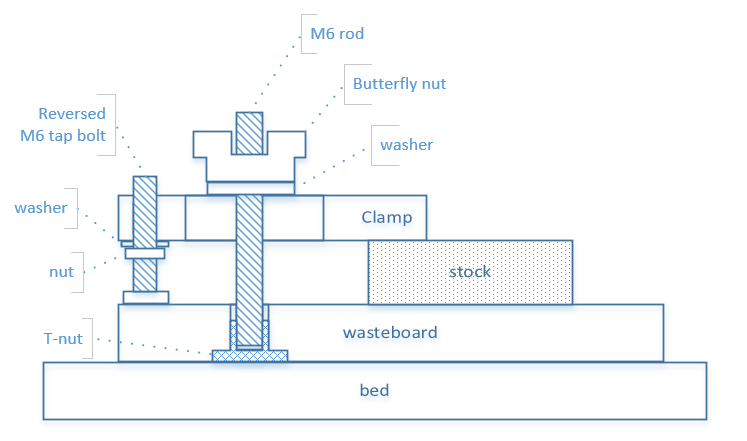 M6 rod
Butterfly nut
Reversed
M6 tap bolt
washer
washer
Clamp
nut
stock
T-nut
wasteboard
bed